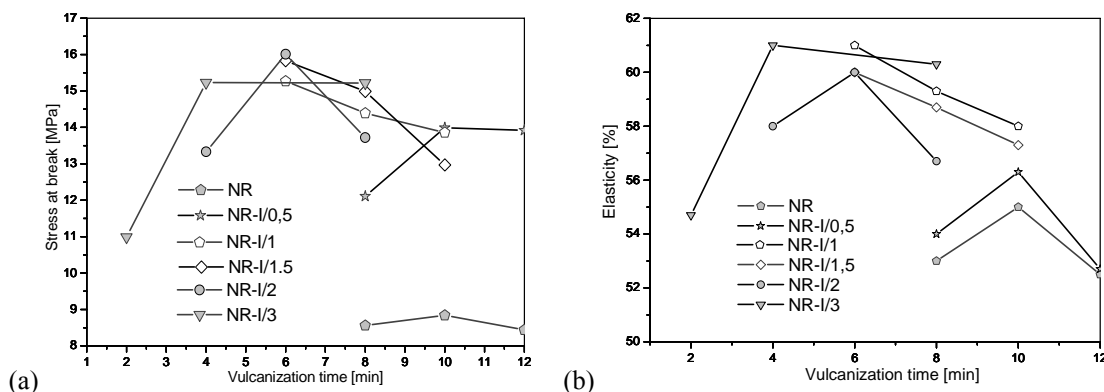 17
16
15
14
13
12
11
10
9
8
1 2 3 4 5 6 7 8 9 10 11 12
Stress at break [MPa]
Vulcanization time [min]
NR
NR-I/0,5
NR-I/1
NR-I/1.5
NR-I/2
NR-I/3
(a)
62
60
58
56
54
52
50
2 4 6 8 10 12
Elasticity [%]
Vulcanization time [min]
NR
NR-I/0,5
NR-I/1
NR-I/1,5
NR-I/2
NR-I/3
(b)